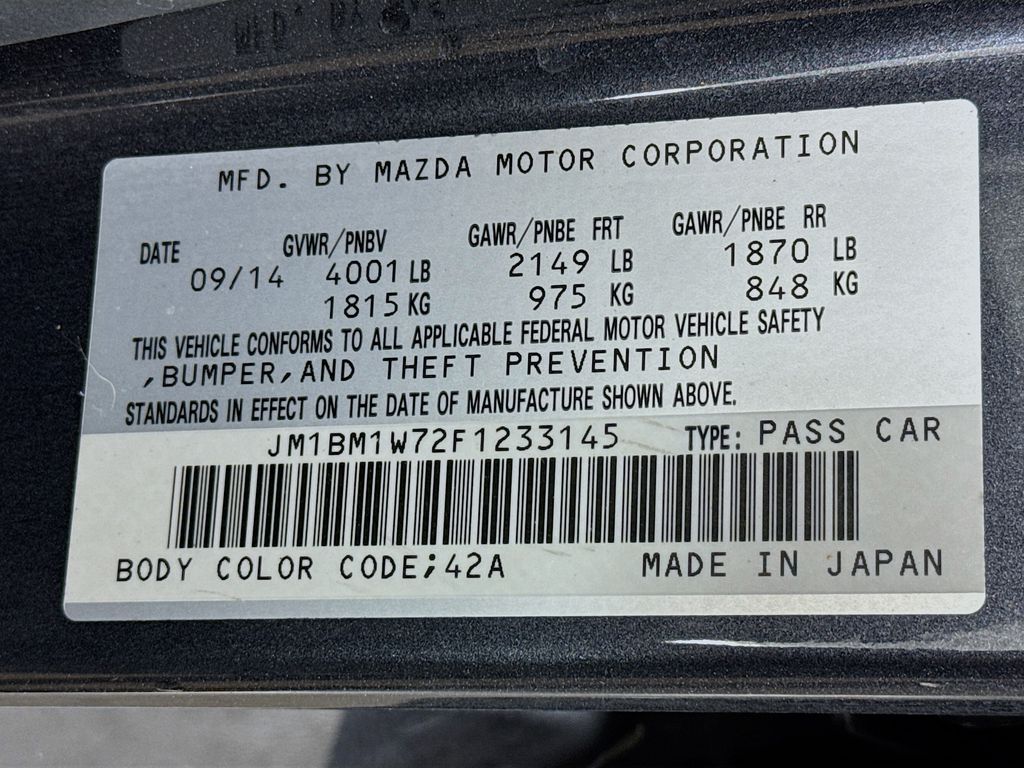 MFD. BY MAZDA MOTOR CORPORATION
DATE GVWR/PNBV GAWR/PNBE FRT GAWR/PNBE RR
09/14 4001 LB 2149 LB 1870 LB
1815 KG 975 KG 848 KG
THIS VEHICLE CONFORMS TO ALL APPLICABLE FEDERAL MOTOR VEHICLE SAFETY
,BUMPER,AND THEFT PREVENTION
STANDARDS IN EFFECT ON THE DATE OF MANUFACTURE SHOWN ABOVE.
JM1BM1W72F1233145 TYPE: PASS CAR
BODY COLOR CODE;42A MADE IN JAPAN